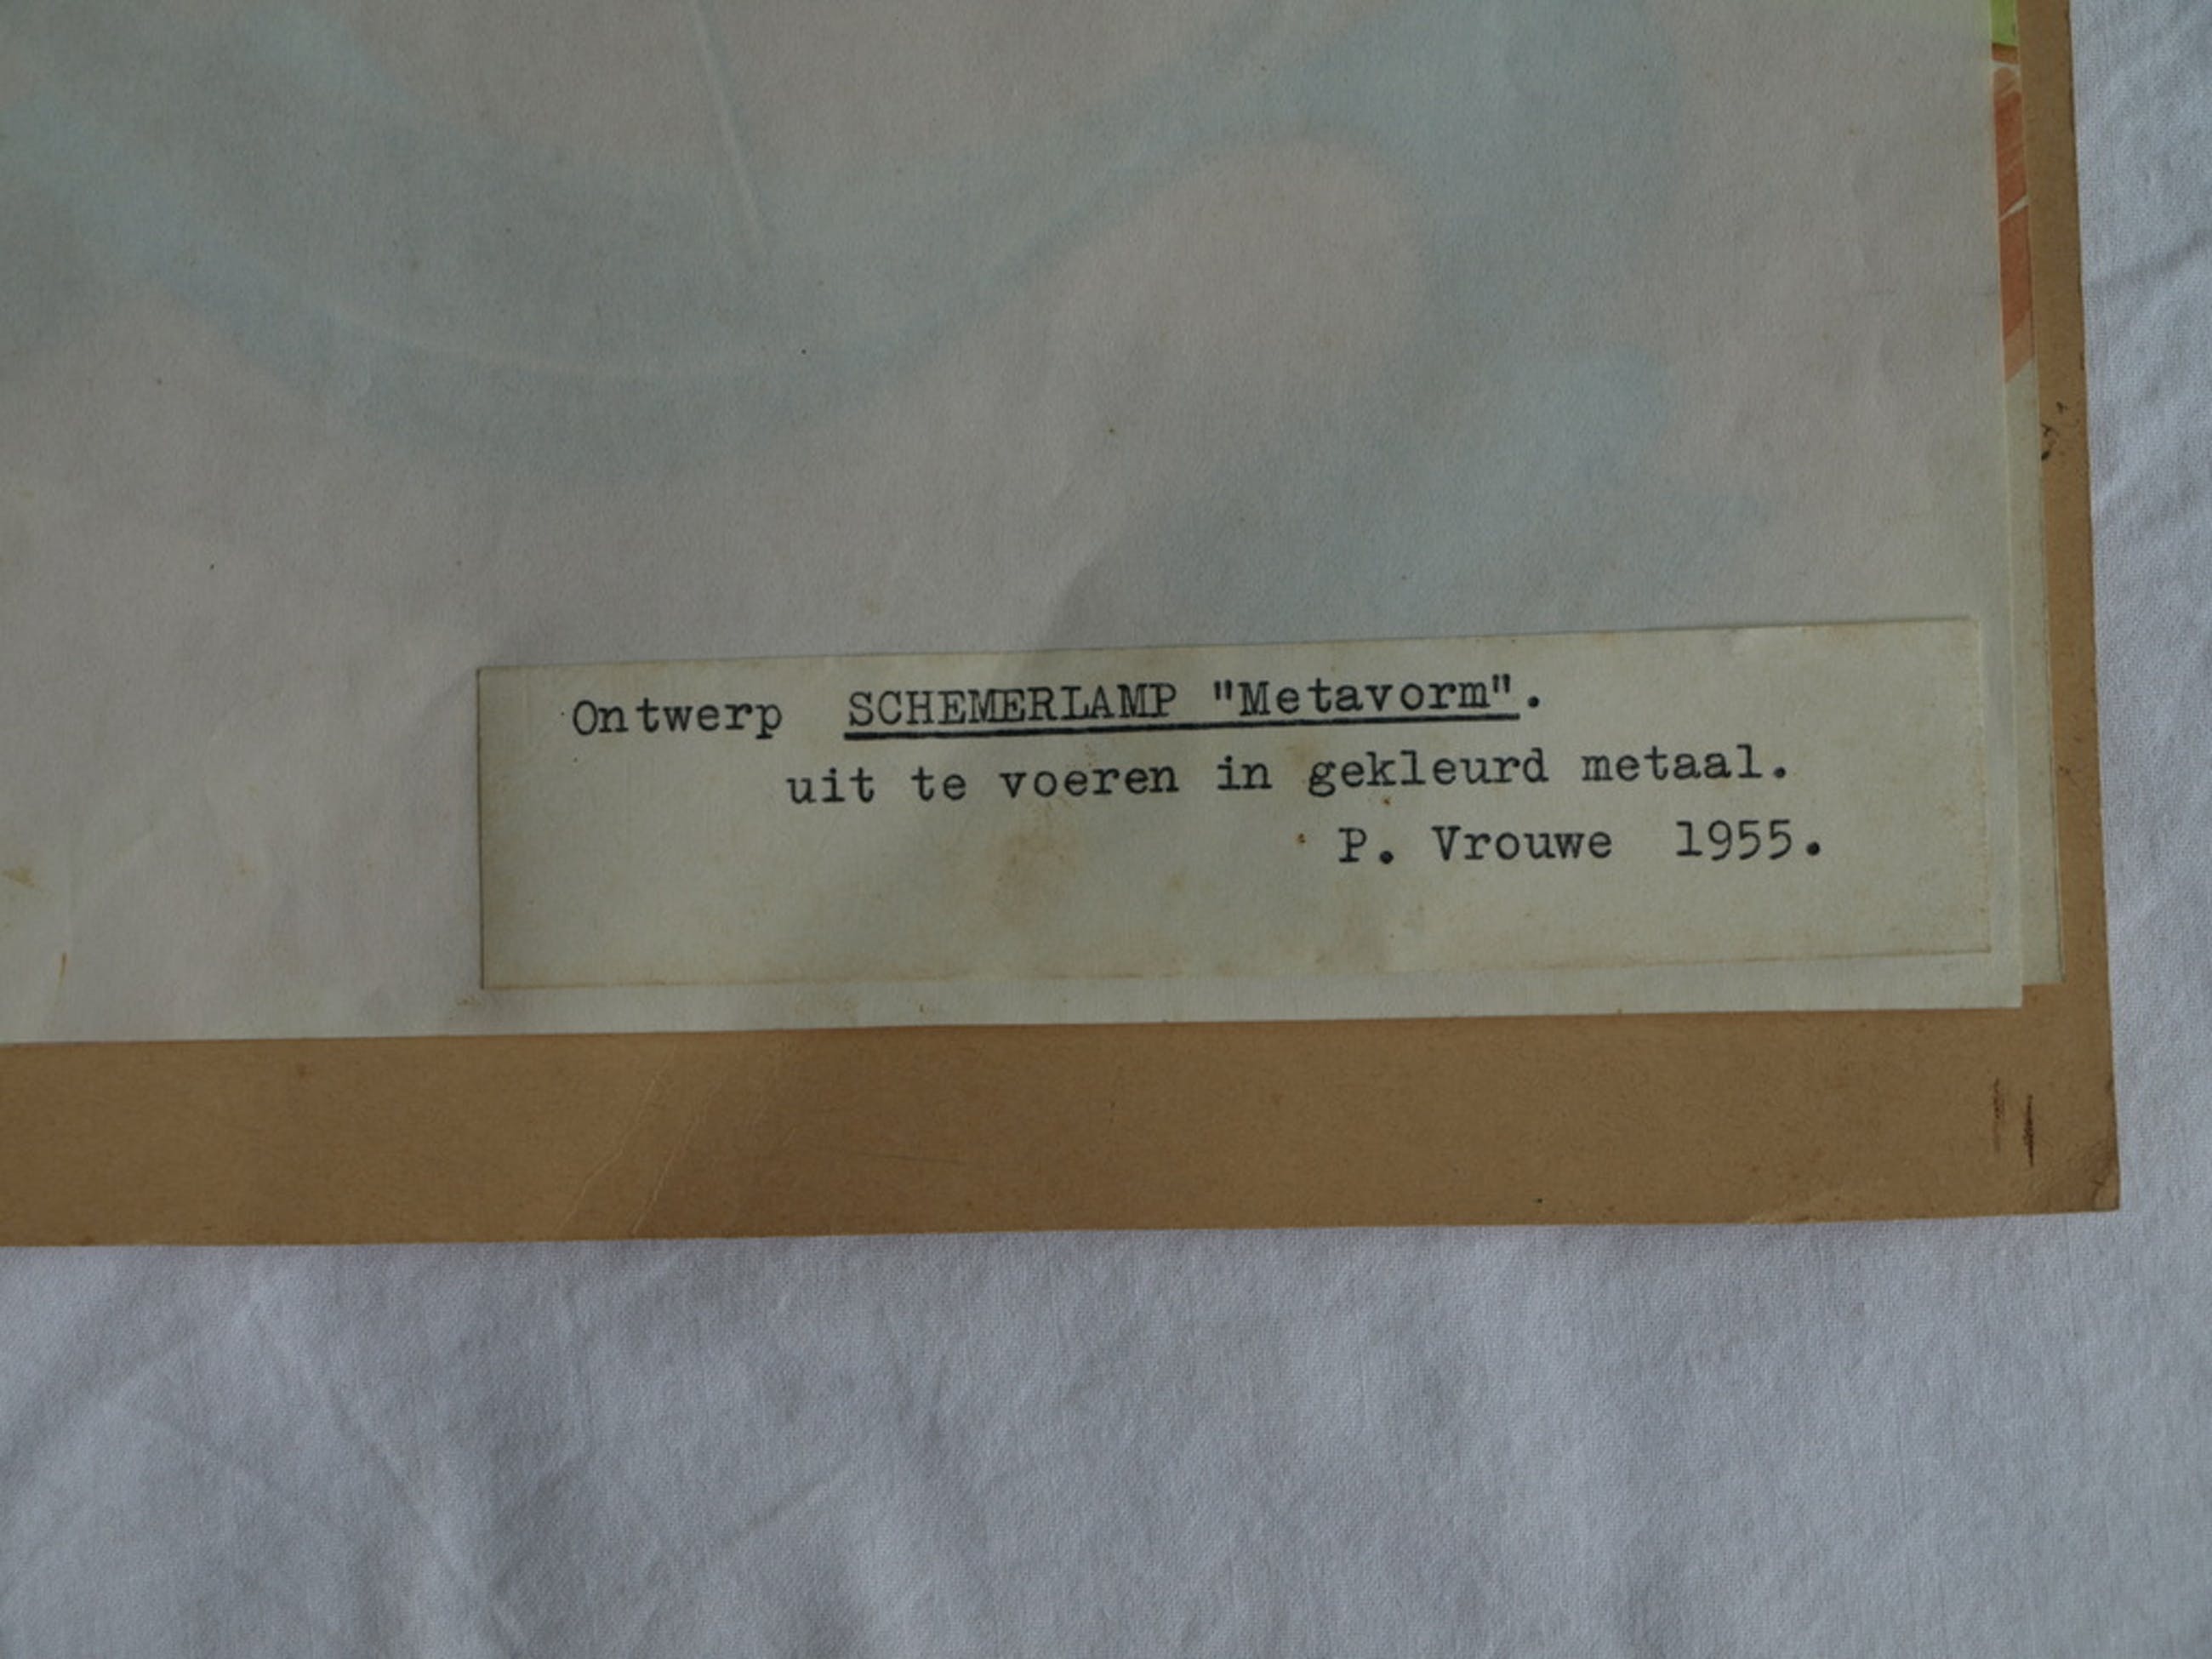 Ontwerp SCHEMERLAMP "Metavorm".
uit te voeren in gekleurd metaal.
P. Vrouwe 1955.